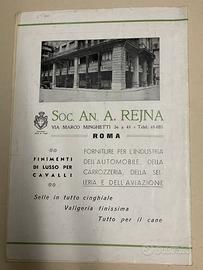 SOC. AN. A. REJNA
VIA MARCO MINGHETTI
ROMA
FINIMENTI
DI LUSSO PER
CAVALLI
FORNITURE PER L'INDUSTRIA
DELL'AUTOMOBILE, DELLA
CARROZZERIA, DELLA SEL-
LERIA E DELL'AVIAZIONE
Selle in tutto cinghiale
Valigeria finissima
Tutto per il cane